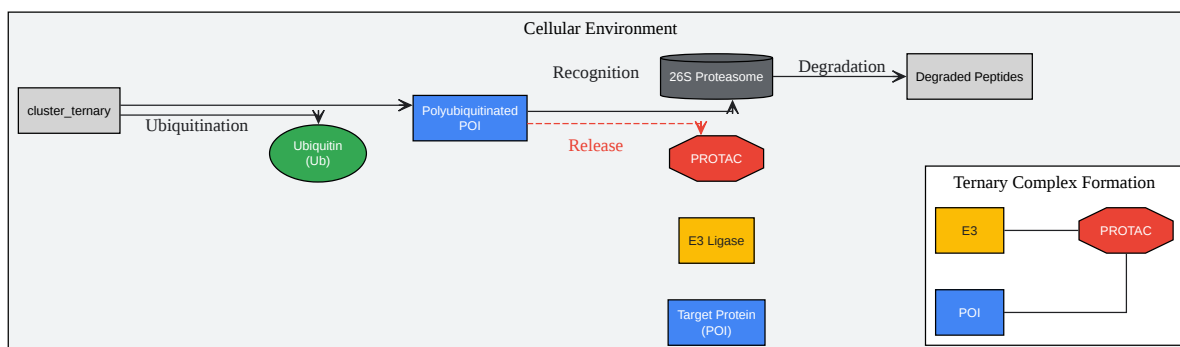 Cellular Environment
cluster_ternary
Ubiquitination
Ubiquitin
(Ub)
Polyubiquitinated
POI
Recognition
Release
26S Proteasome
Degradation
Degraded Peptides
PROTAC
E3 Ligase
Target Protein
(POI)
Ternary Complex Formation
E3
PROTAC
POI